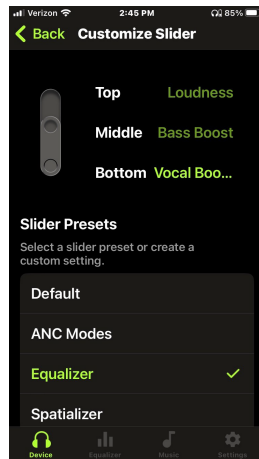 Verizon 2:45 PM 85%
Back Customize Slider
Top Loudness
Middle Bass Boost
Bottom Vocal Boo...
Slider Presets
Select a slider preset or create a
custom setting.
Default
ANC Modes
Equalizer
Spatializer
Device Equalizer Music Settings